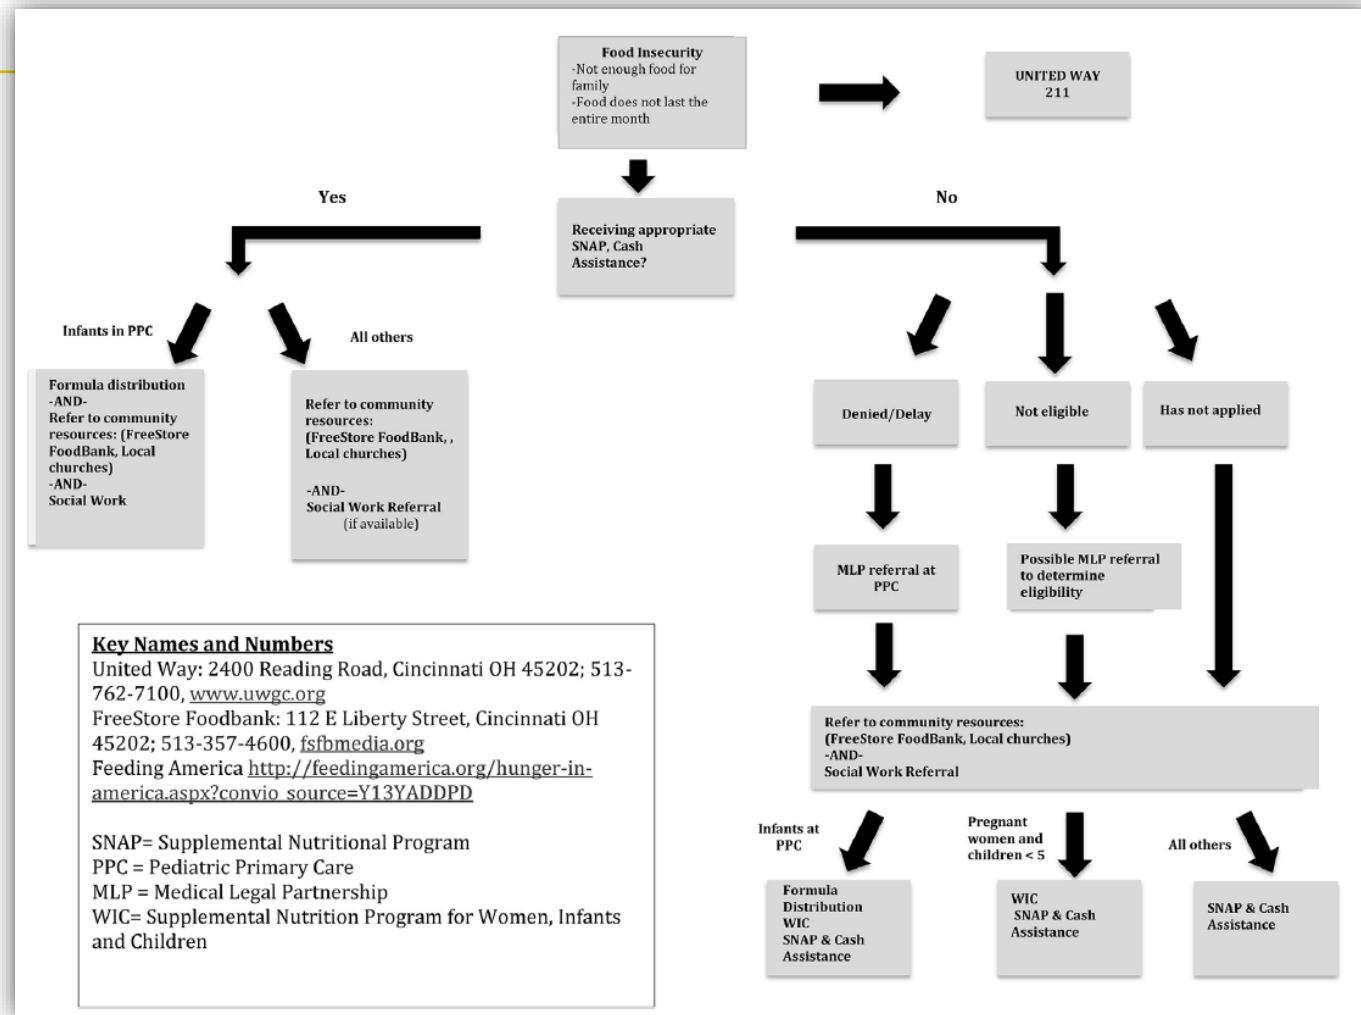 Food Insecurity
-Not enough food for
family
-Food does not last the
entire month
UNITED WAY
211
Yes
No
Receiving appropriate
SNAP, Cash
Assistance?
Infants in PPC
All others
Formula distribution
-AND-
Refer to community
resources: (FreeStore
FoodBank, Local
churches)
-AND-
Social Work
Refer to community
resources:
(FreeStore FoodBank, ,
Local churches)
-AND-
Social Work Referral
(if available)
Denied/Delay
Not eligible
Has not applied
MLP referral at
PPC
Possible MLP referral
to determine
eligibility
Refer to community resources:
(FreeStore FoodBank, Local churches)
-AND-
Social Work Referral
Infants at
PPC
Pregnant
women and
children < 5
All others
Formula
Distribution
WIC
SNAP & Cash
Assistance
WIC
SNAP & Cash
Assistance
SNAP & Cash
Assistance
Key Names and Numbers
United Way: 2400 Reading Road, Cincinnati OH 45202; 513-
762-7100, www.uwgc.org
FreeStore Foodbank: 112 E Liberty Street, Cincinnati OH
45202; 513-357-4600, fsfbmedia.org
Feeding America http://feedingamerica.org/hunger-in-
america.aspx?convio_source=Y13YADDPD
SNAP= Supplemental Nutritional Program
PPC = Pediatric Primary Care
MLP = Medical Legal Partnership
WIC= Supplemental Nutrition Program for Women, Infants
and Children